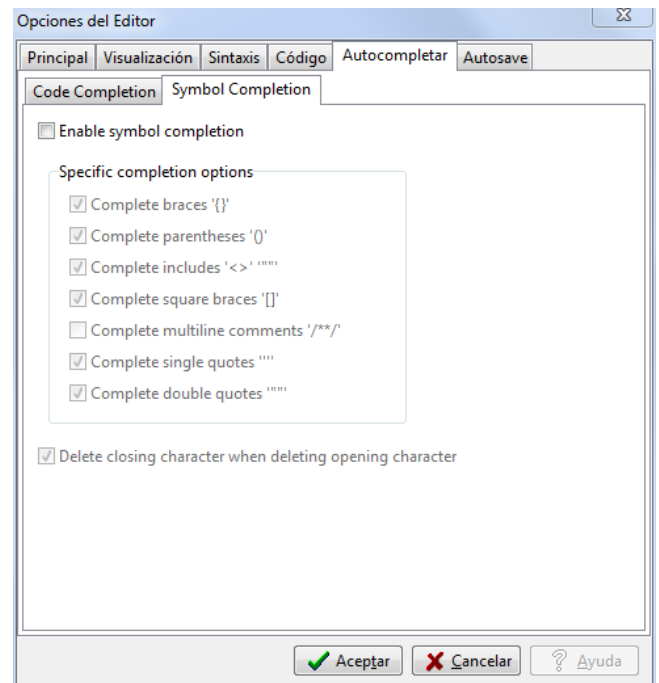 Opciones del Editor
Principal Visualización Sintaxis Código Autocompletar Autosave
Code Completion Symbol Completion
Enable symbol completion
Specific completion options
Complete braces '{}'
Complete parentheses '()'
Complete includes '<>' '""'
Complete square braces '[]'
Complete multiline comments '/**/'
Complete single quotes ''''
Complete double quotes '""'
Delete closing character when deleting opening character
Aceptar Cancelar Ayuda